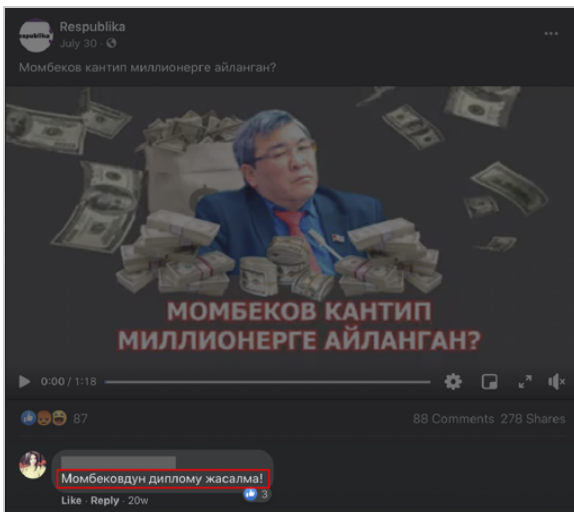 Respublika
respublika
July 30 ·
Момбеков кантип миллионерге айланган?
МОМБЕКОВ КАНТИП
МИЛЛИОНЕРГЕ АЙЛАНГАН?
0:00 / 1:18
87
88 Comments 278 Shares
Момбековдун диплому жасалма!
Like · Reply · 20w
3